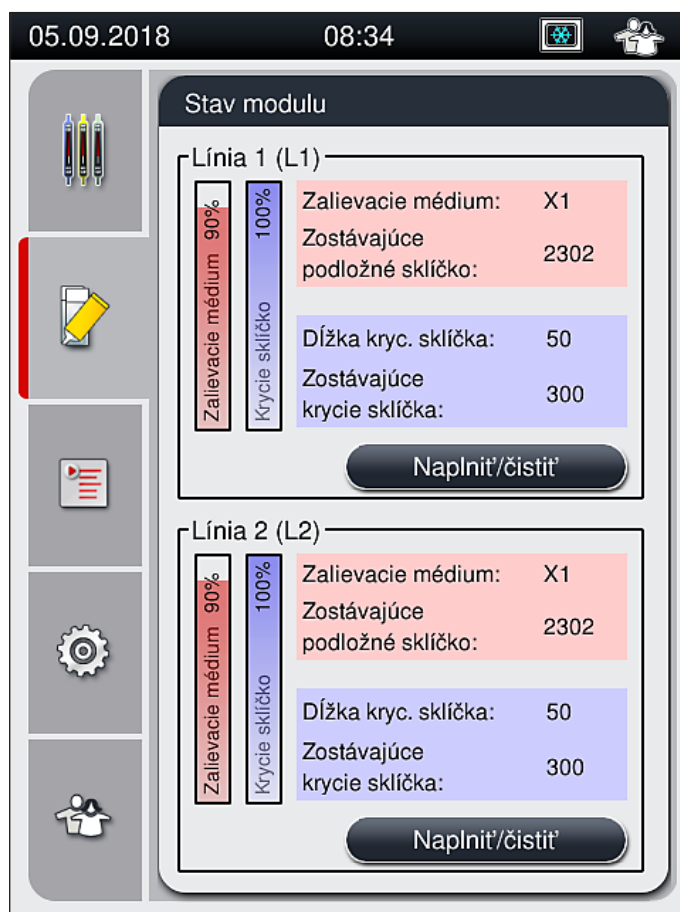 05.09.2018 08:34
Stav modulu
Línia 1 (L1)
Zalievacie médium 90%
Krycie sklíčko 100%
Zalievacie médium: X1
Zostávajúce
podložné sklíčko: 2302
Dĺžka kryc. sklíčka: 50
Zostávajúce
krycie sklíčka: 300
Naplniť/čistiť
Línia 2 (L2)
Zalievacie médium 90%
Krycie sklíčko 100%
Zalievacie médium: X1
Zostávajúce
podložné sklíčko: 2302
Dĺžka kryc. sklíčka: 50
Zostávajúce
krycie sklíčka: 300
Naplniť/čistiť